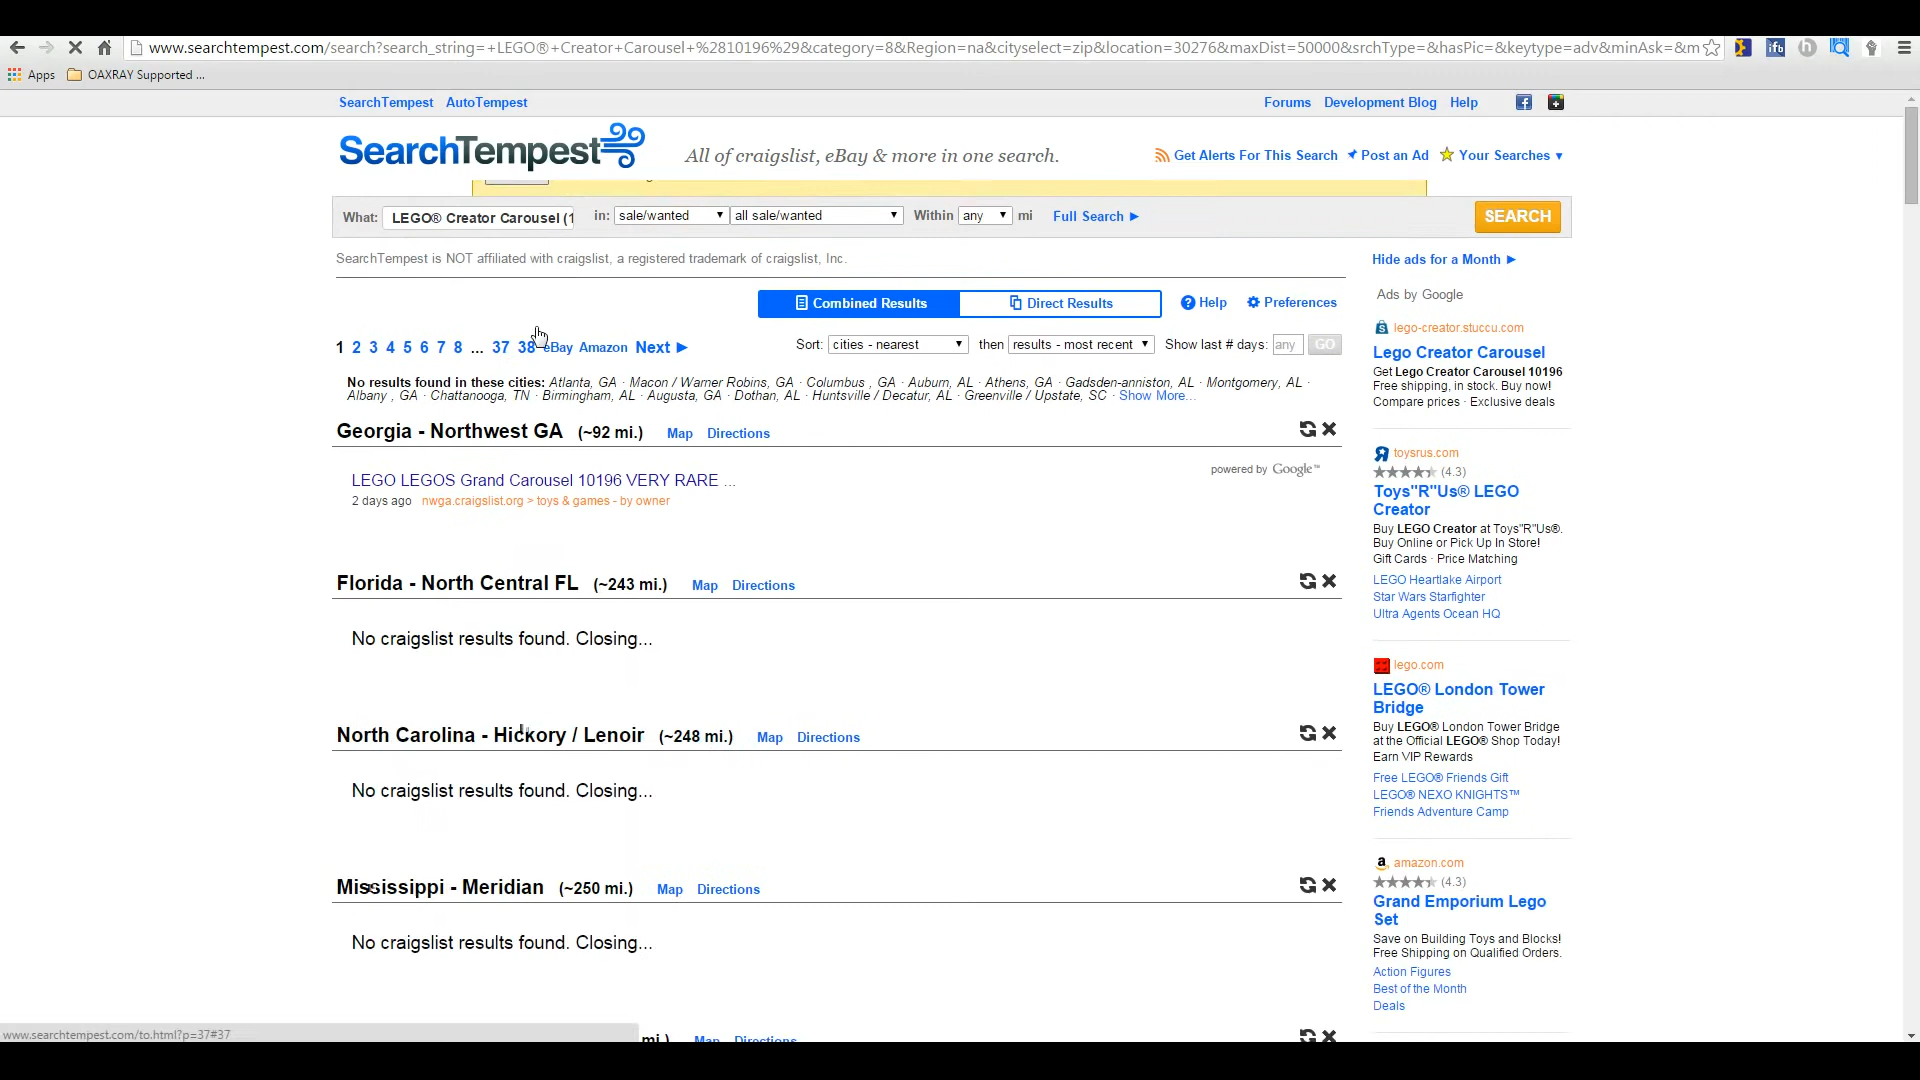 www.searchtempest.com/search?search_string=+LEGO®+Creator+Carousel+%2810196%29&category=8&Region=na&cityselect=zip&location=30276&maxDist=50000&srchType=&hasPic=&keytype=adv&minAsk=&m
Apps OAXRAY Supported ...
SearchTempest AutoTempest Forums Development Blog Help
SearchTempest All of craigslist, eBay & more in one search. Get Alerts For This Search Post an Ad Your Searches ▼
What: LEGO® Creator Carousel (1 in: sale/wanted all sale/wanted Within any mi Full Search ► SEARCH
SearchTempest is NOT affiliated with craigslist, a registered trademark of craigslist, Inc.
Combined Results Direct Results Help Preferences
1 2 3 4 5 6 7 8 ... 37 38 eBay Amazon Next ► Sort: cities - nearest then results - most recent Show last # days: any GO
No results found in these cities: Atlanta, GA · Macon / Warner Robins, GA · Columbus , GA · Auburn, AL · Athens, GA · Gadsden-anniston, AL · Montgomery, AL ·
Albany , GA · Chattanooga, TN · Birmingham, AL · Augusta, GA · Dothan, AL · Huntsville / Decatur, AL · Greenville / Upstate, SC · Show More...
Georgia - Northwest GA (~92 mi.) Map Directions
powered by Google™
LEGO LEGOS Grand Carousel 10196 VERY RARE ...
2 days ago nwga.craigslist.org > toys & games - by owner
Florida - North Central FL (~243 mi.) Map Directions
No craigslist results found. Closing...
North Carolina - Hickory / Lenoir (~248 mi.) Map Directions
No craigslist results found. Closing...
Mississippi - Meridian (~250 mi.) Map Directions
No craigslist results found. Closing...
mi.) Map Directions
Hide ads for a Month ►
Ads by Google
lego-creator.stuccu.com
Lego Creator Carousel
Get Lego Creator Carousel 10196
Free shipping, in stock. Buy now!
Compare prices · Exclusive deals
toysrus.com
(4.3)
Toys"R"Us® LEGO
Creator
Buy LEGO Creator at Toys"R"Us®.
Buy Online or Pick Up In Store!
Gift Cards · Price Matching
LEGO Heartlake Airport
Star Wars Starfighter
Ultra Agents Ocean HQ
lego.com
LEGO® London Tower
Bridge
Buy LEGO® London Tower Bridge
at the Official LEGO® Shop Today!
Earn VIP Rewards
Free LEGO® Friends Gift
LEGO® NEXO KNIGHTS™
Friends Adventure Camp
amazon.com
(4.3)
Grand Emporium Lego
Set
Save on Building Toys and Blocks!
Free Shipping on Qualified Orders.
Action Figures
Best of the Month
Deals
www.searchtempest.com/to.html?p=37#37